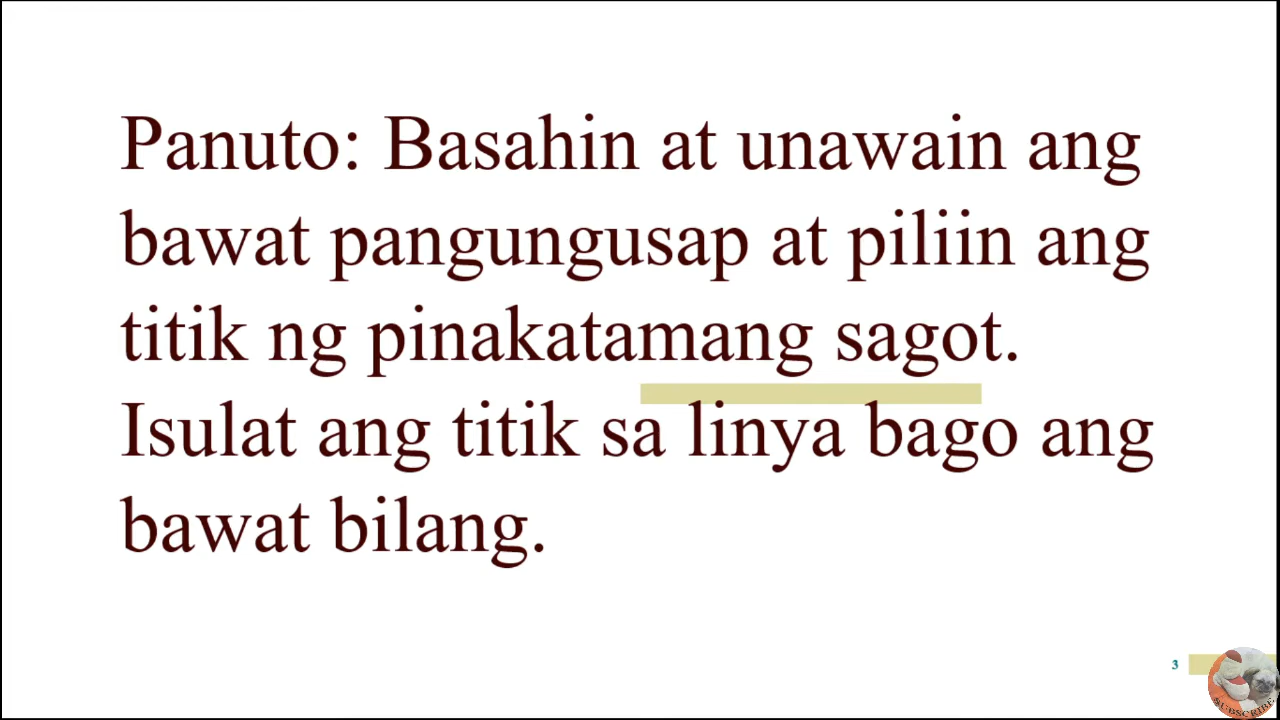 Panuto: Basahin at unawain ang
bawat pangungusap at piliin ang
titik ng pinakatamang sagot.
Isulat ang titik sa linya bago ang
bawat bilang.
3
SUBSCRIBE